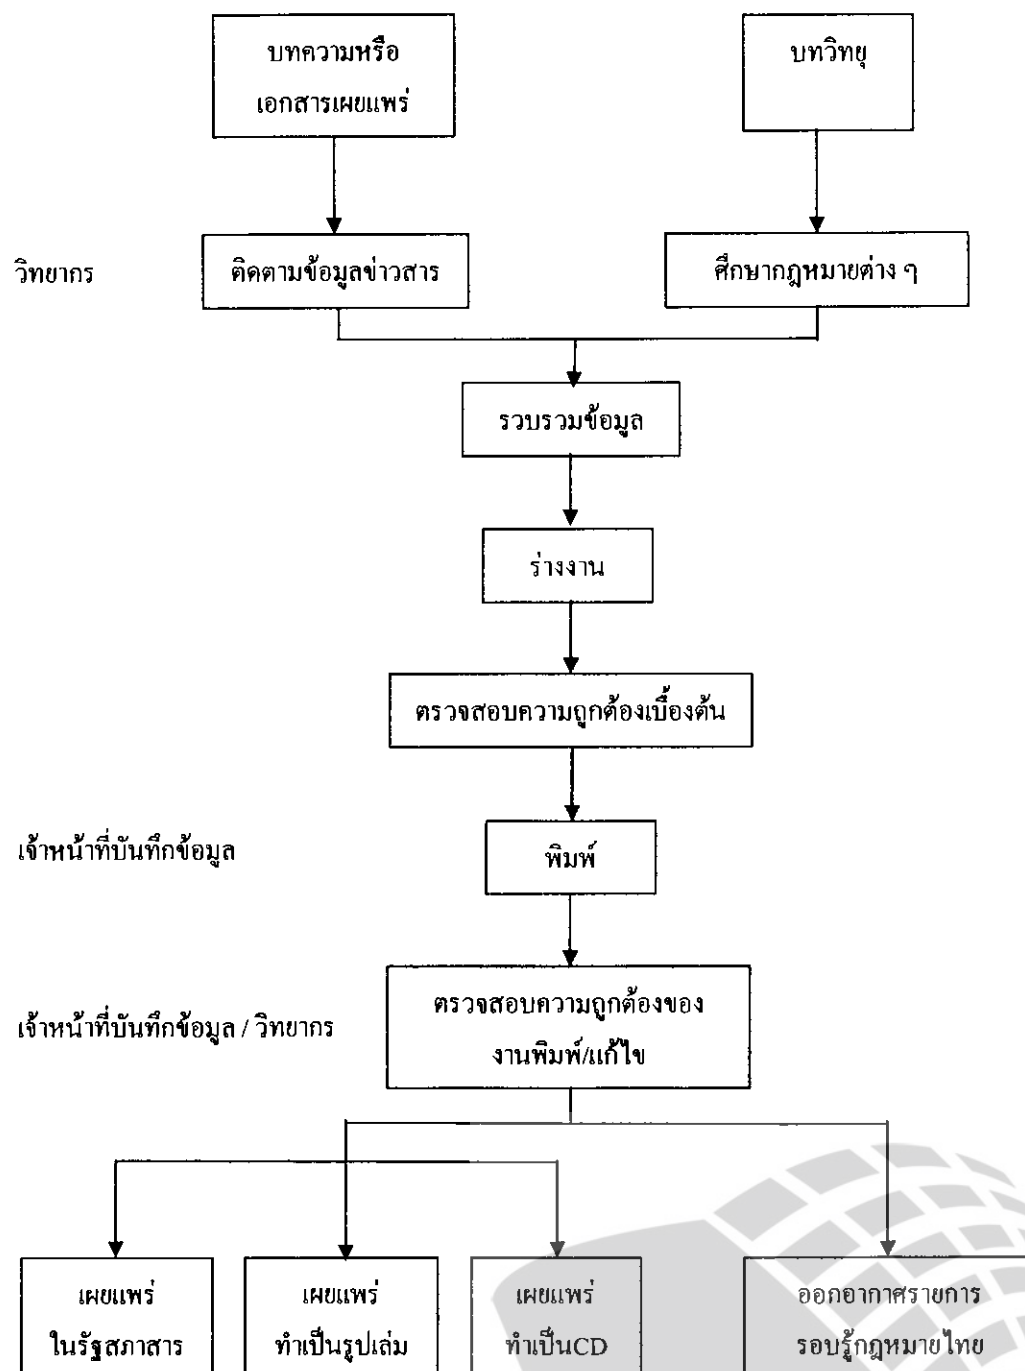 บทความหรือ
เอกสารเผยแพร่
บทวิทยุ
วิทยากร
ติดตามข้อมูลข่าวสาร
ศึกษากฎหมายต่าง ๆ
รวบรวมข้อมูล
ร่างงาน
ตรวจสอบความถูกต้องเบื้องต้น
เจ้าหน้าที่บันทึกข้อมูล
พิมพ์
เจ้าหน้าที่บันทึกข้อมูล / วิทยากร
ตรวจสอบความถูกต้องของ
งานพิมพ์/แก้ไข
เผยแพร่
ในรัฐสภาสาร
เผยแพร่
ทำเป็นรูปเล่ม
เผยแพร่
ทำเป็นCD
ออกอากาศรายการ
รอบรู้กฎหมายไทย